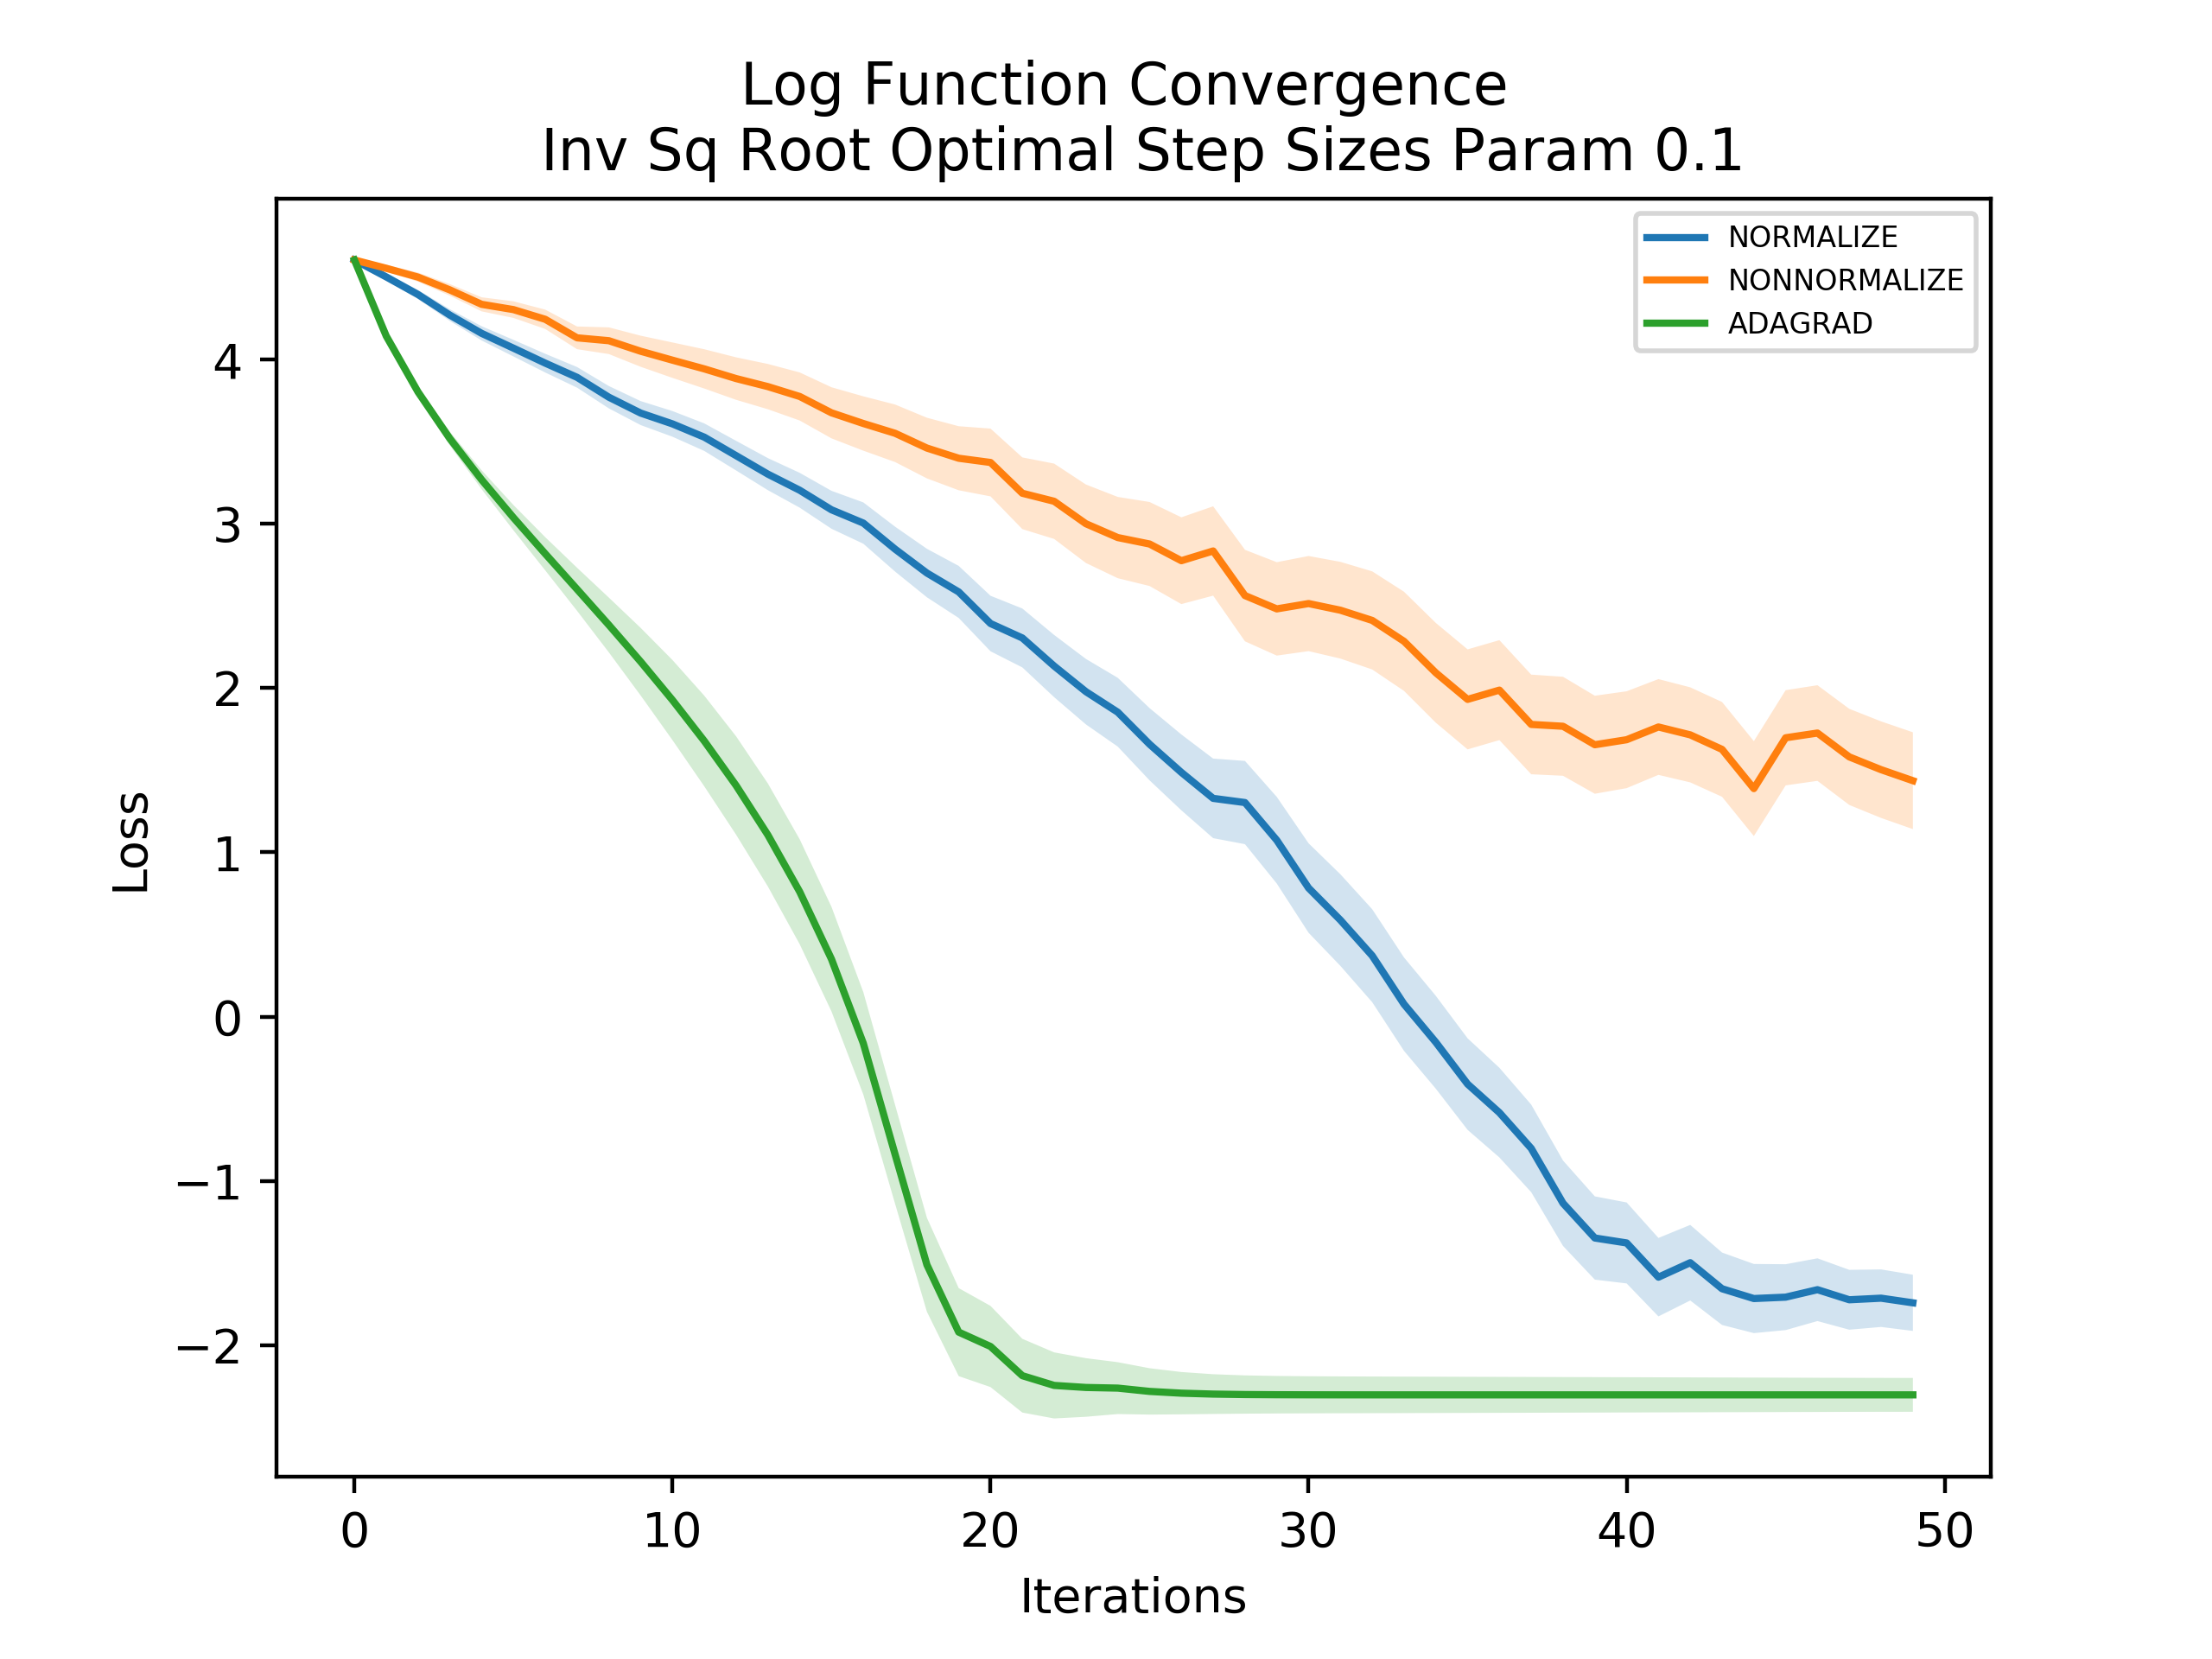 Log Function Convergence
Inv Sq Root Optimal Step Sizes Param 0.1
NORMALIZE
NONNORMALIZE
ADAGRAD
4
3
2
1
0
−1
−2
Loss
0 10 20 30 40 50
Iterations